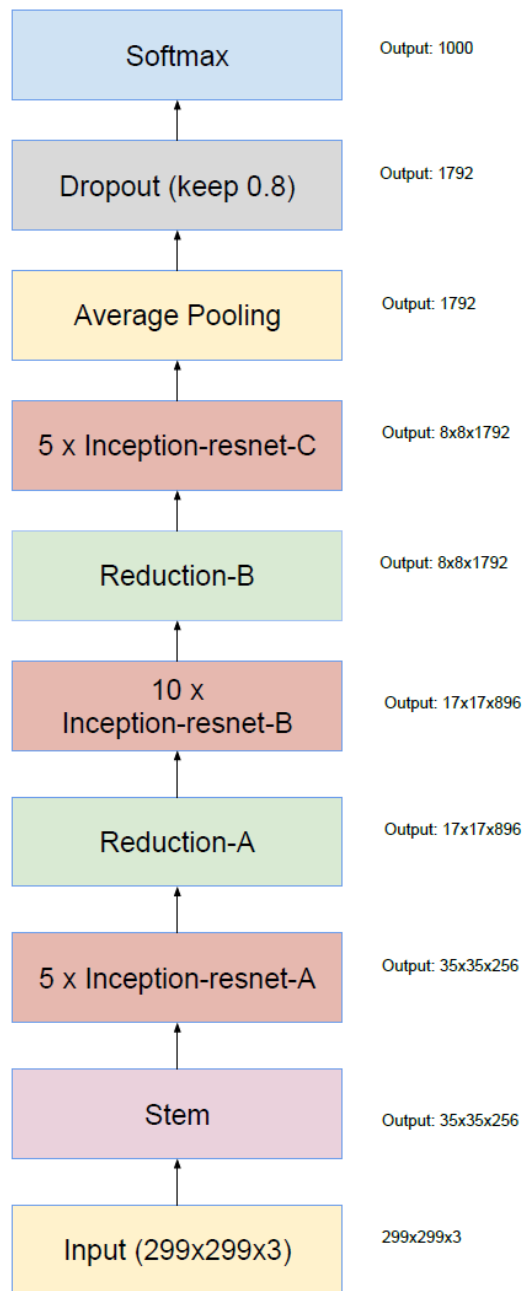 Softmax
Output: 1000
Dropout (keep 0.8)
Output: 1792
Average Pooling
Output: 1792
5 x Inception-resnet-C
Output: 8x8x1792
Reduction-B
Output: 8x8x1792
10 x
Inception-resnet-B
Output: 17x17x896
Reduction-A
Output: 17x17x896
5 x Inception-resnet-A
Output: 35x35x256
Stem
Output: 35x35x256
Input (299x299x3)
299x299x3